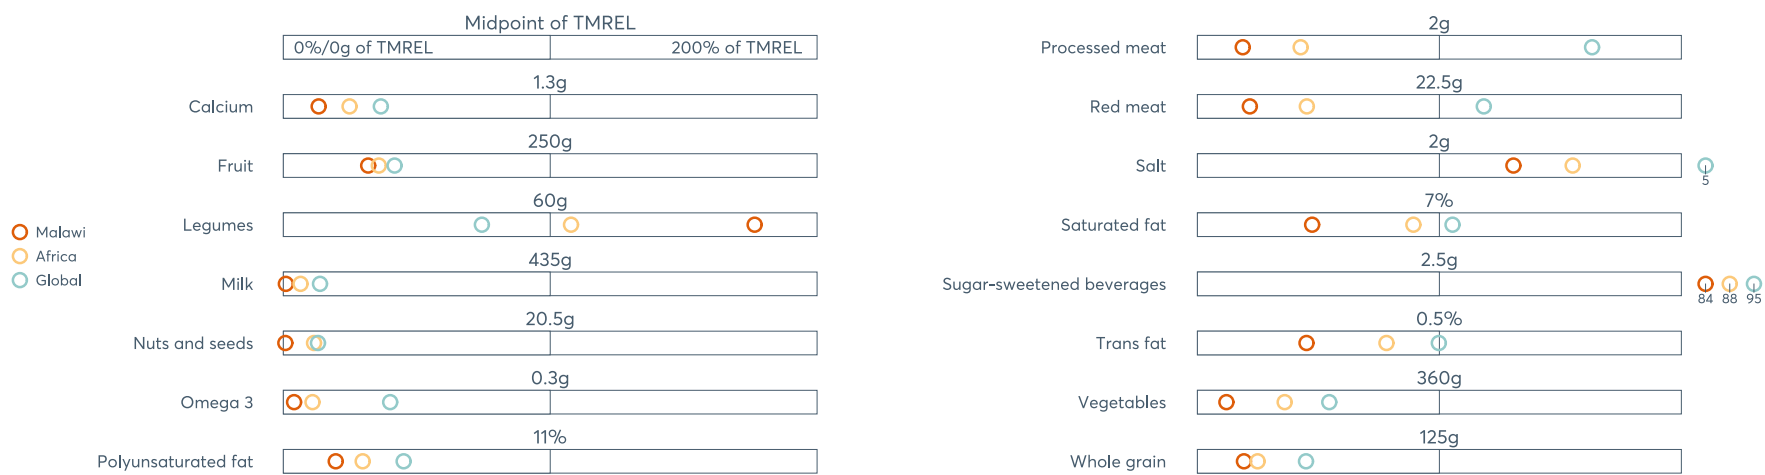 Midpoint of TMREL
0%/0g of TMREL 200% of TMREL
1.3g
Calcium
250g
Fruit
60g
Legumes
435g
Milk
20.5g
Nuts and seeds
0.3g
Omega 3
11%
Polyunsaturated fat
Malawi
Africa
Global
2g
Processed meat
22.5g
Red meat
2g
Salt
5
7%
Saturated fat
2.5g
Sugar-sweetened beverages
84 88 95
0.5%
Trans fat
360g
Vegetables
125g
Whole grain